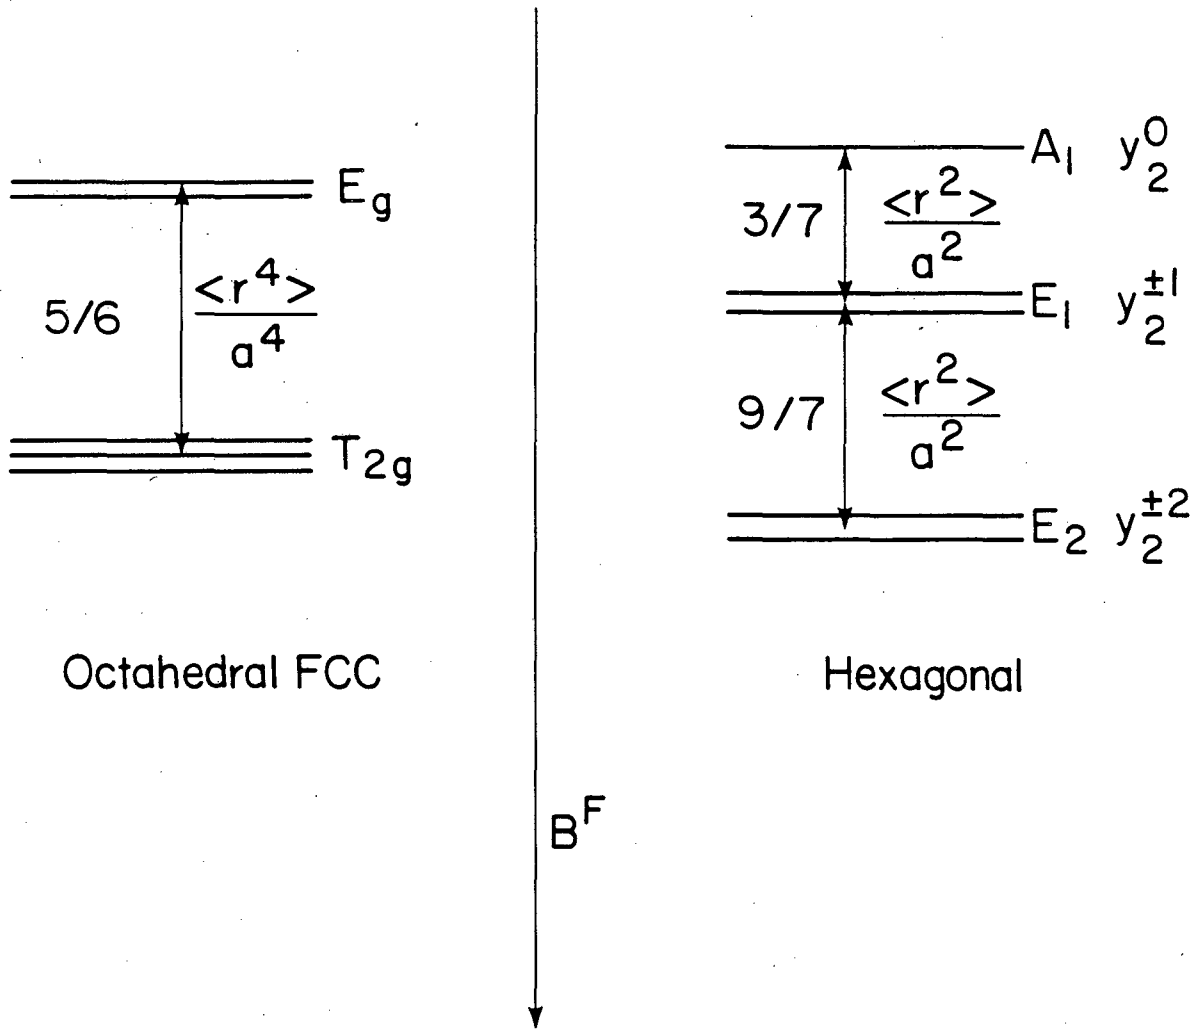 E_g
5/6 <r^4>/a^4
T_2g
Octahedral FCC
B^F
A_1 y_2^0
3/7 <r^2>/a^2
E_1 y_2^±1
9/7 <r^2>/a^2
E_2 y_2^±2
Hexagonal